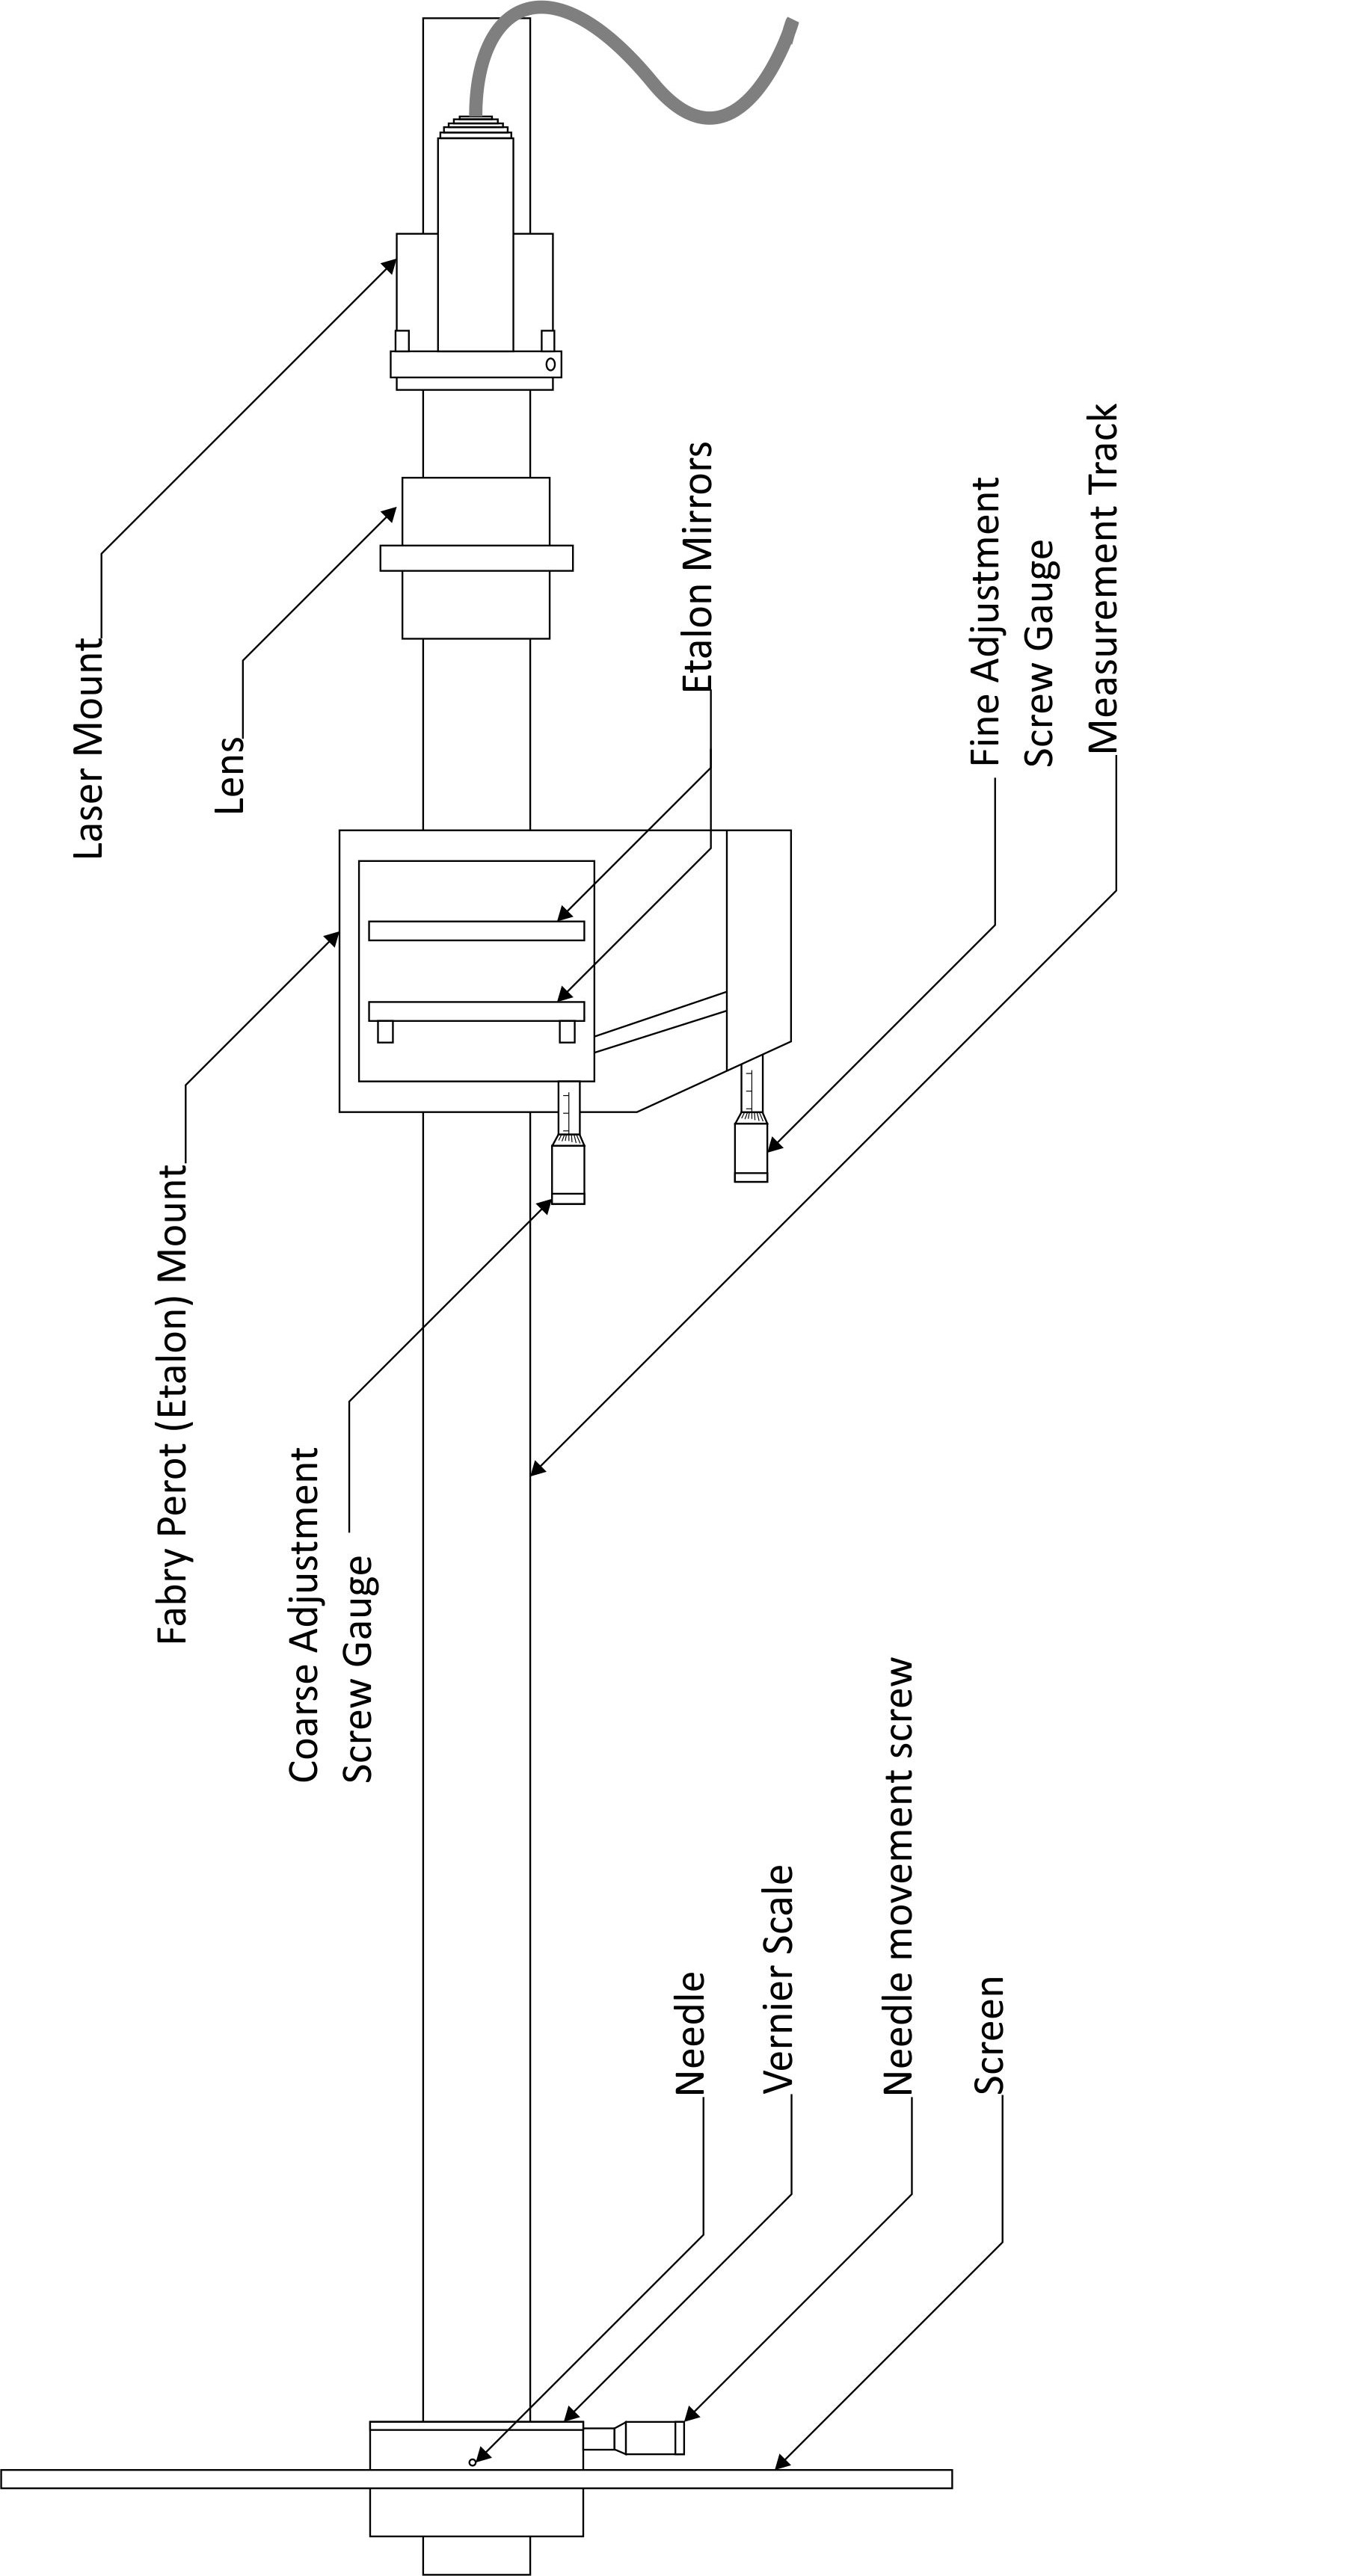 Laser Mount
Lens
Etalon Mirrors
Fine Adjustment
Screw Gauge
Measurement Track
Fabry Perot (Etalon) Mount
Coarse Adjustment
Screw Gauge
Needle
Vernier Scale
Needle movement screw
Screen